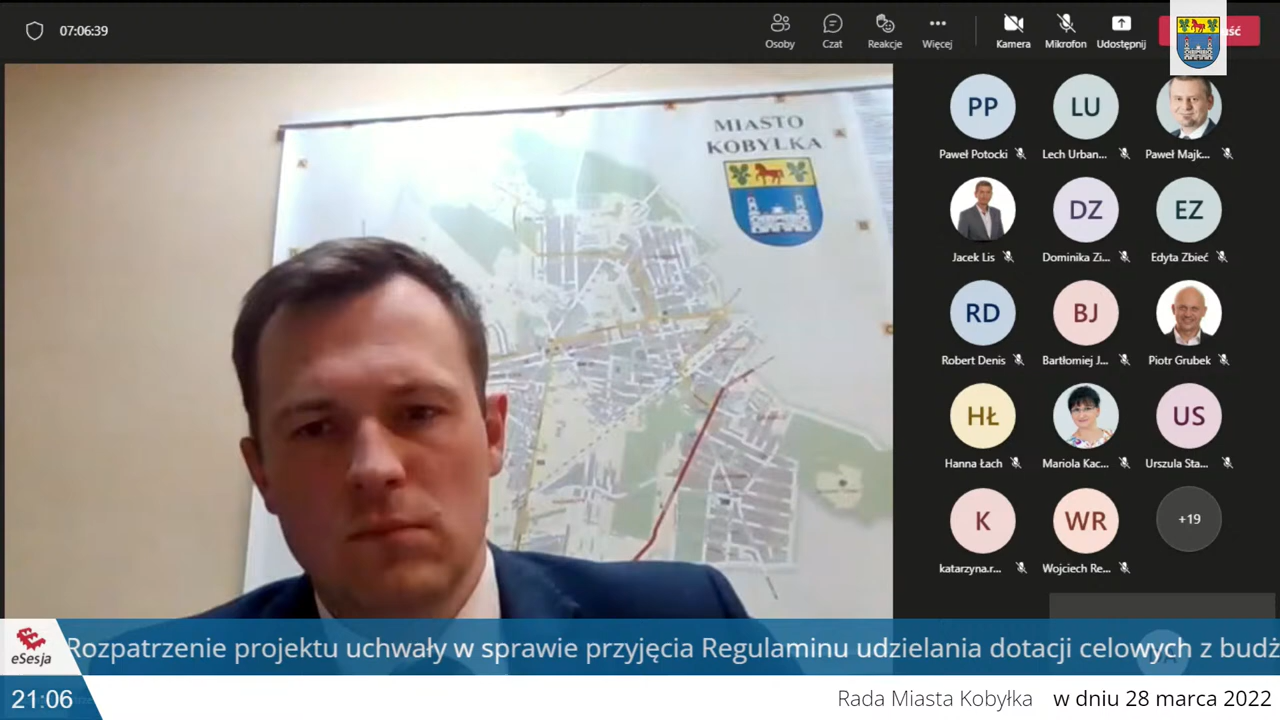 07:06:39
Osoby
Czat
Reakcje
Więcej
Kamera
Mikrofon
Udostępnij
ść
MIASTO
KOBYŁKA
PP
LU
Paweł Potocki
Lech Urban...
Paweł Majk...
DZ
EZ
Jacek Lis
Dominika Zi...
Edyta Zbieć
RD
BJ
Robert Denis
Bartłomiej J...
Piotr Grubek
HŁ
US
Hanna Łach
Mariola Kac...
Urszula Sta...
K
WR
+19
katarzyna.r...
Wojciech Re...
eSesja
Rozpatrzenie projektu uchwały w sprawie przyjęcia Regulaminu udzielania dotacji celowych z budż
21:06
Rada Miasta Kobyłka w dniu 28 marca 2022